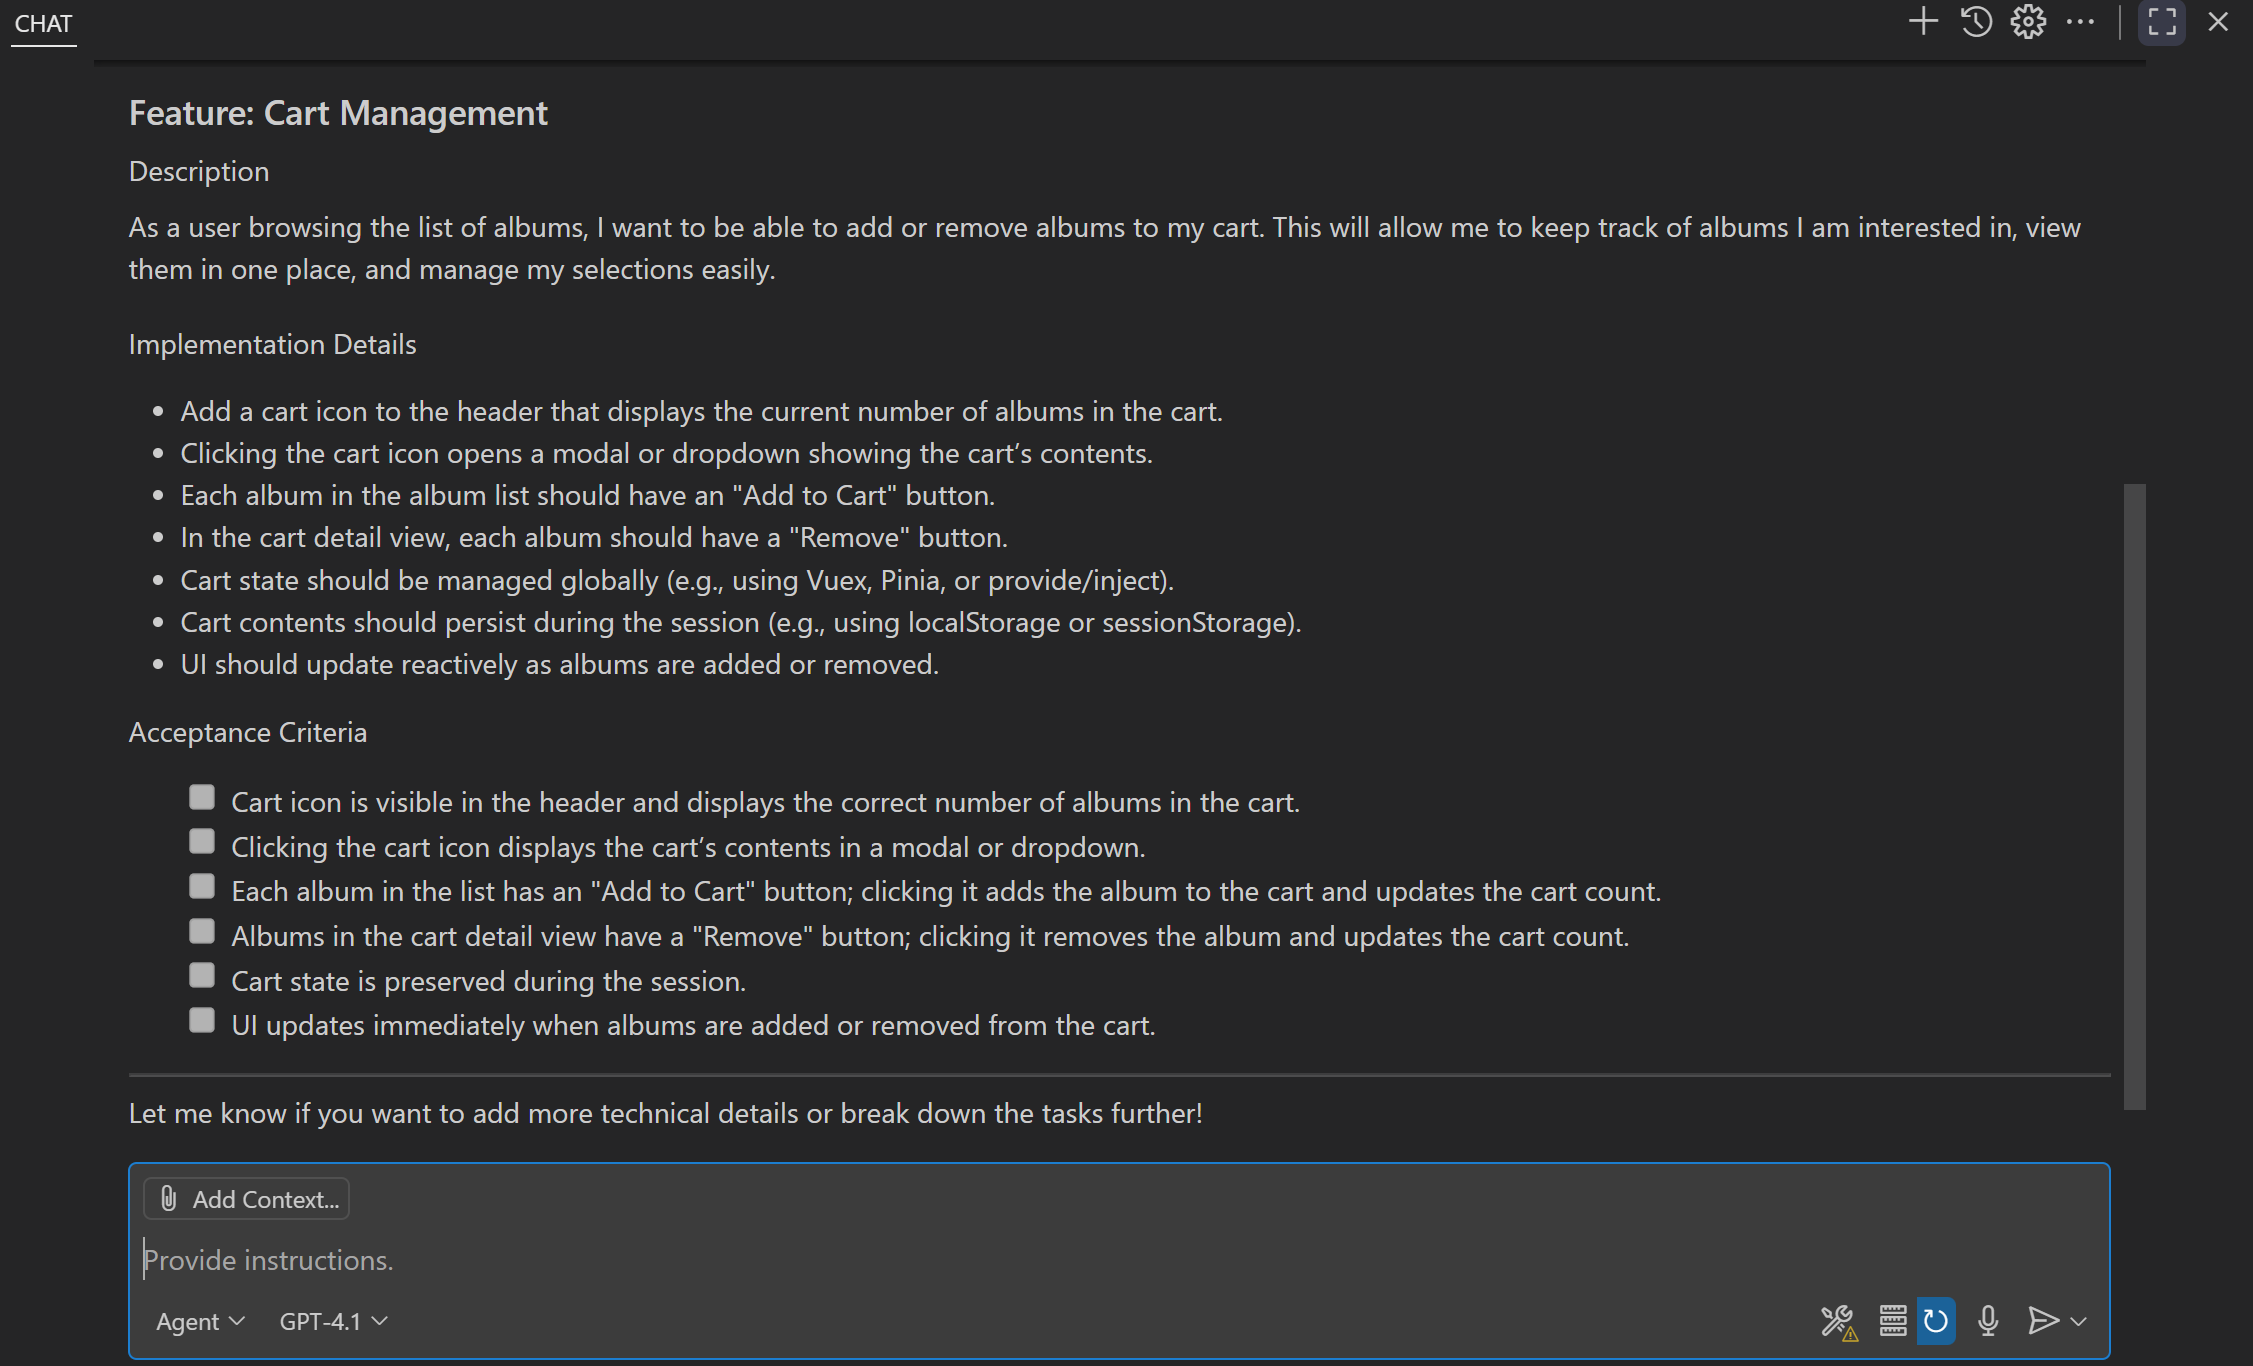 CHAT
Feature: Cart Management
Description
As a user browsing the list of albums, I want to be able to add or remove albums to my cart. This will allow me to keep track of albums I am interested in, view
them in one place, and manage my selections easily.
Implementation Details
Add a cart icon to the header that displays the current number of albums in the cart.
Clicking the cart icon opens a modal or dropdown showing the cart’s contents.
Each album in the album list should have an "Add to Cart" button.
In the cart detail view, each album should have a "Remove" button.
Cart state should be managed globally (e.g., using Vuex, Pinia, or provide/inject).
Cart contents should persist during the session (e.g., using localStorage or sessionStorage).
UI should update reactively as albums are added or removed.
Acceptance Criteria
Cart icon is visible in the header and displays the correct number of albums in the cart.
Clicking the cart icon displays the cart’s contents in a modal or dropdown.
Each album in the list has an "Add to Cart" button; clicking it adds the album to the cart and updates the cart count.
Albums in the cart detail view have a "Remove" button; clicking it removes the album and updates the cart count.
Cart state is preserved during the session.
UI updates immediately when albums are added or removed from the cart.
Let me know if you want to add more technical details or break down the tasks further!
Add Context...
Provide instructions.
Agent GPT-4.1